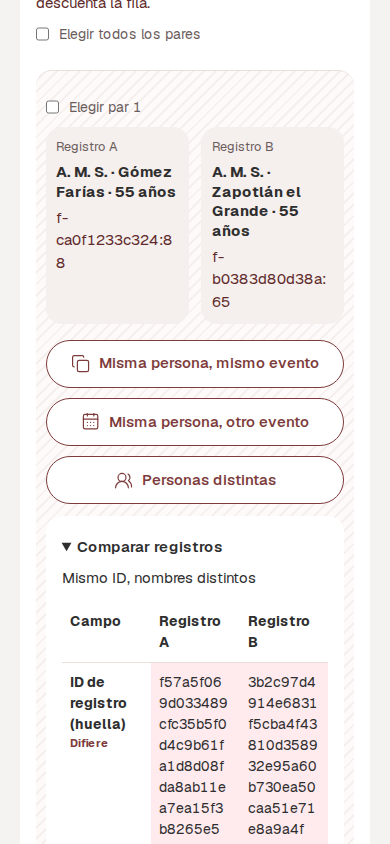 descuenta la fila.
Elegir todos los pares
Elegir par 1
Registro A
A. M. S. · Gómez
Farías · 55 años
f-
ca0f1233c324:8
8
Registro B
A. M. S. ·
Zapotlán el
Grande · 55
años
f-
b0383d80d38a:
65
Misma persona, mismo evento
Misma persona, otro evento
Personas distintas
Comparar registros
Mismo ID, nombres distintos
Campo
Registro
A
Registro
B
ID de
registro
(huella)
Difiere
f57a5f06
9d033489
cfc35b5f0
d4c9b61f
a1d8d08f
da8ab11e
a7ea15f3
b8265e5
3b2c97d4
914e6831
f5cba4f43
810d3589
32e95a60
b730ea50
caa51e71
e8a9a4f